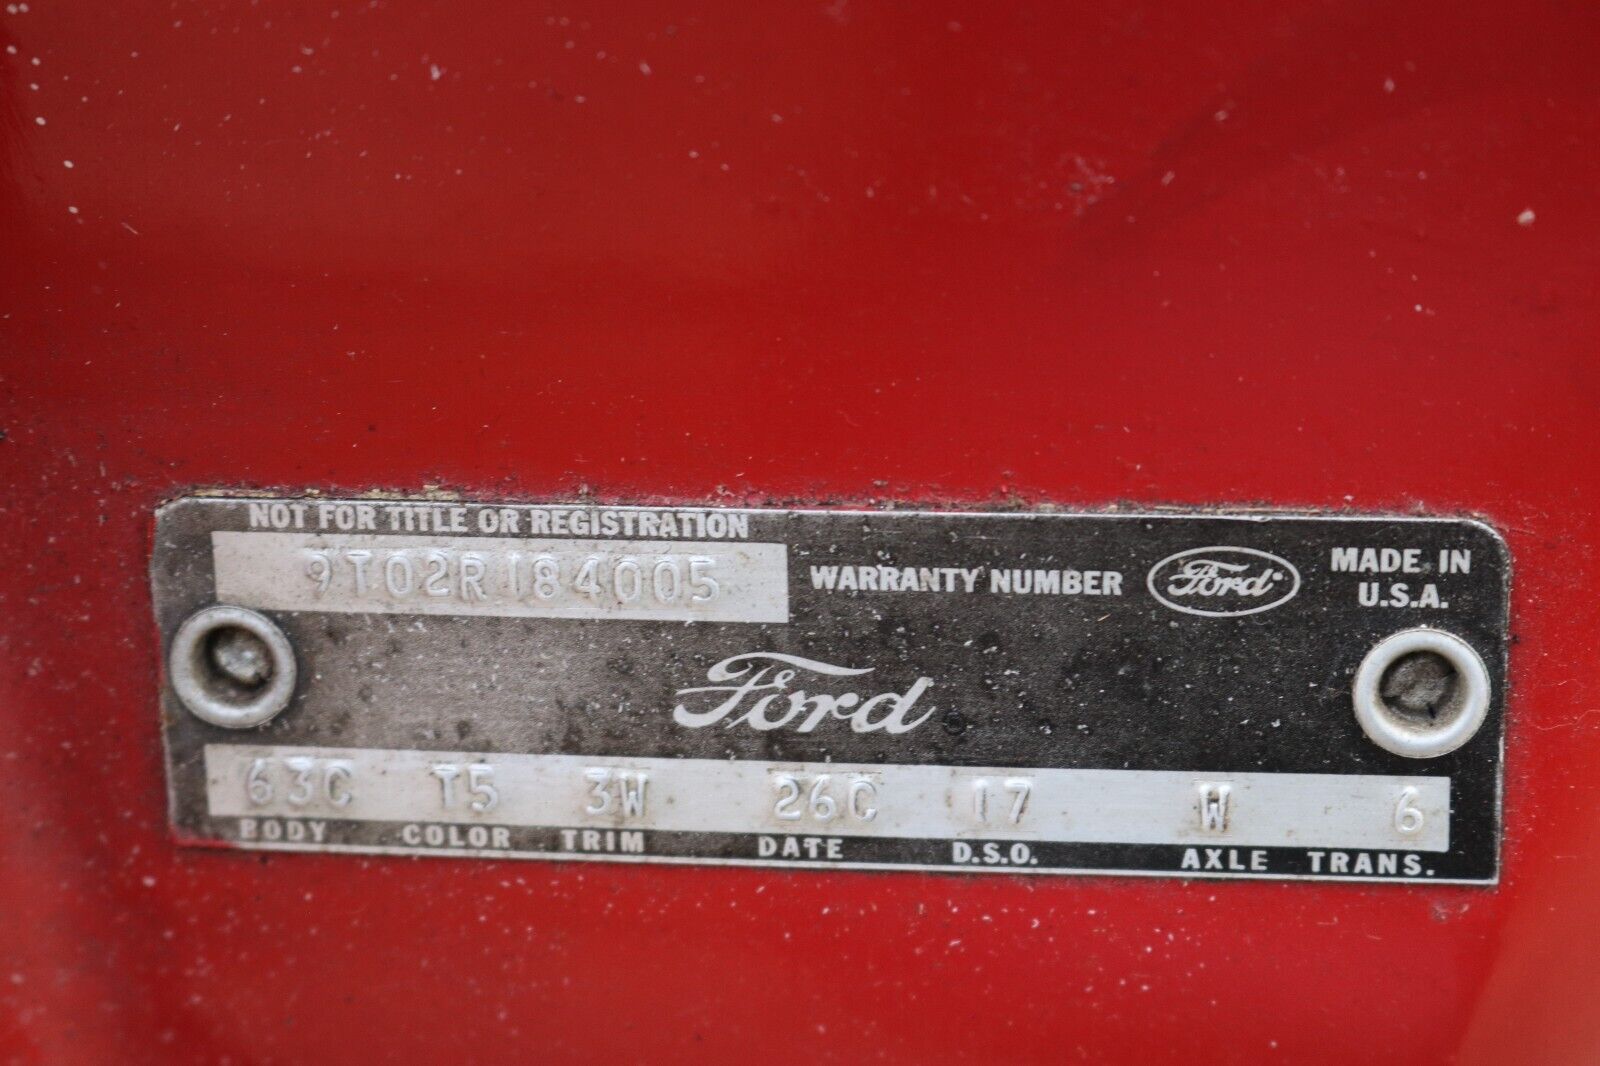 NOT FOR TITLE OR REGISTRATION
9T02R184005
WARRANTY NUMBER
Ford
MADE IN
U.S.A.
Ford
63C T5 3W 26C 17 W 6
BODY COLOR TRIM DATE D.S.O. AXLE TRANS.